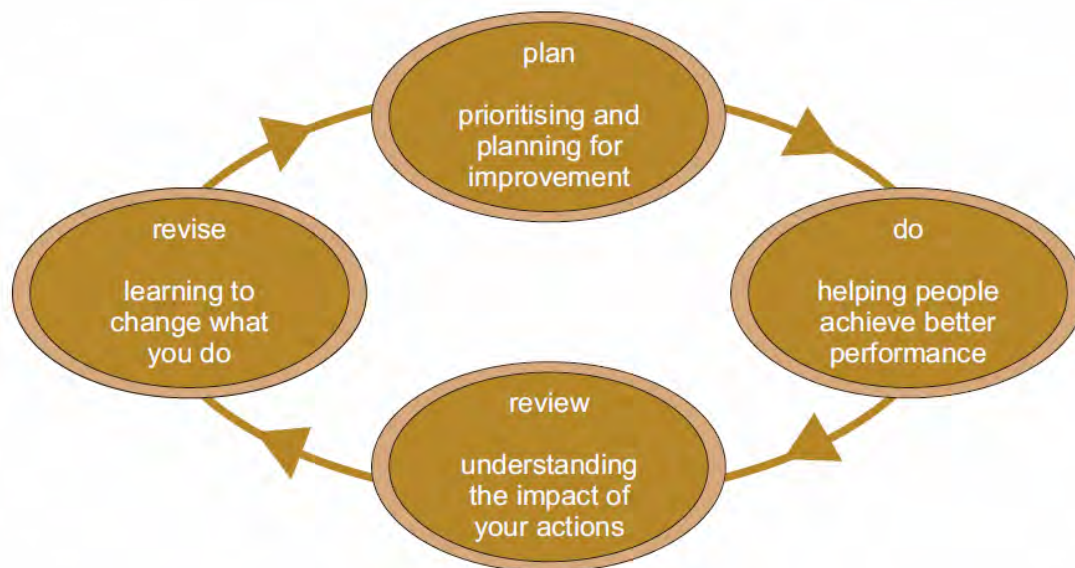 plan
prioritising and
planning for
improvement
do
helping people
achieve better
performance
review
understanding
the impact of
your actions
revise
learning to
change what
you do